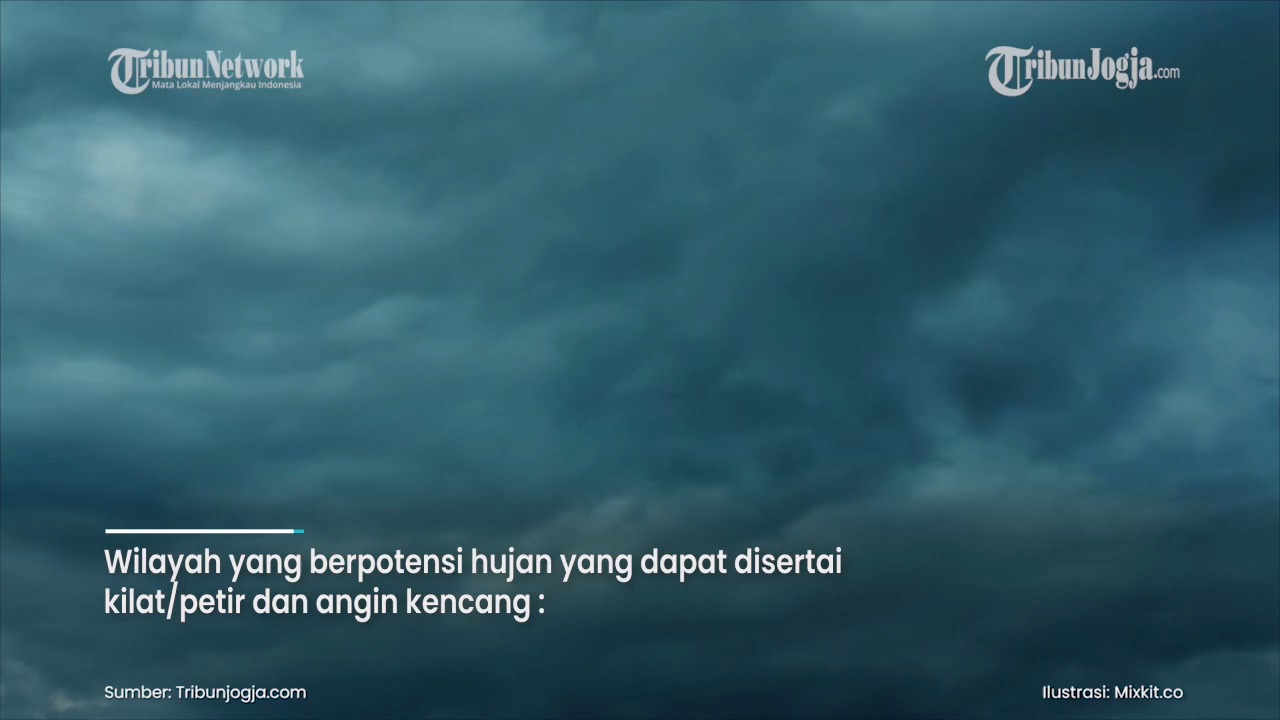 TribunNetwork
Mata Lokal Menjangkau Indonesia
TribunJogja.com
Wilayah yang berpotensi hujan yang dapat disertai
kilat/petir dan angin kencang :
Sumber: Tribunjogja.com
Ilustrasi: Mixkit.co